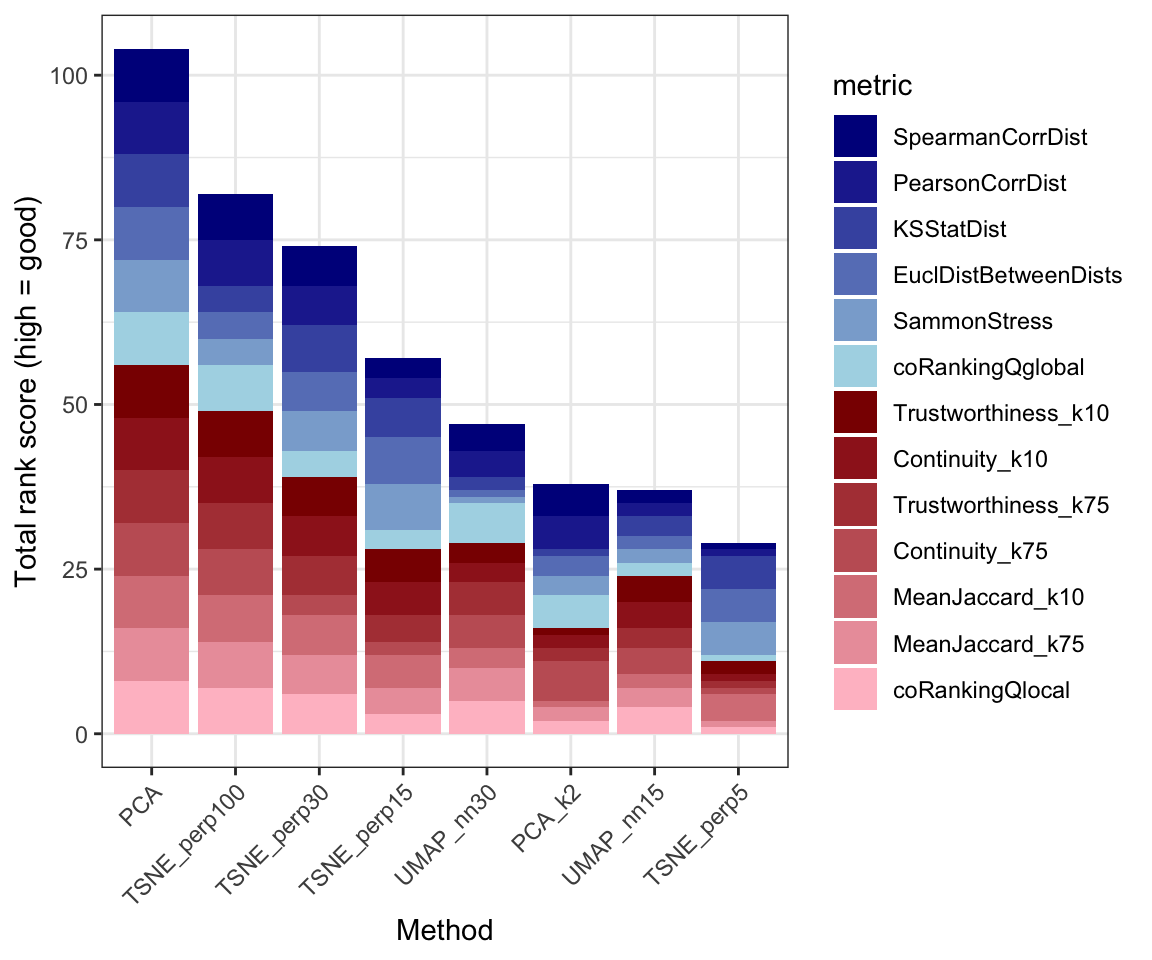 Total rank score (high = good)
100
75
50
25
0
PCA
TSNE_perp100
TSNE_perp30
TSNE_perp15
UMAP_nn30
PCA_k2
UMAP_nn15
TSNE_perp5
Method
metric
SpearmanCorrDist
PearsonCorrDist
KSStatDist
EuclDistBetweenDists
SammonStress
coRankingQglobal
Trustworthiness_k10
Continuity_k10
Trustworthiness_k75
Continuity_k75
MeanJaccard_k10
MeanJaccard_k75
coRankingQlocal